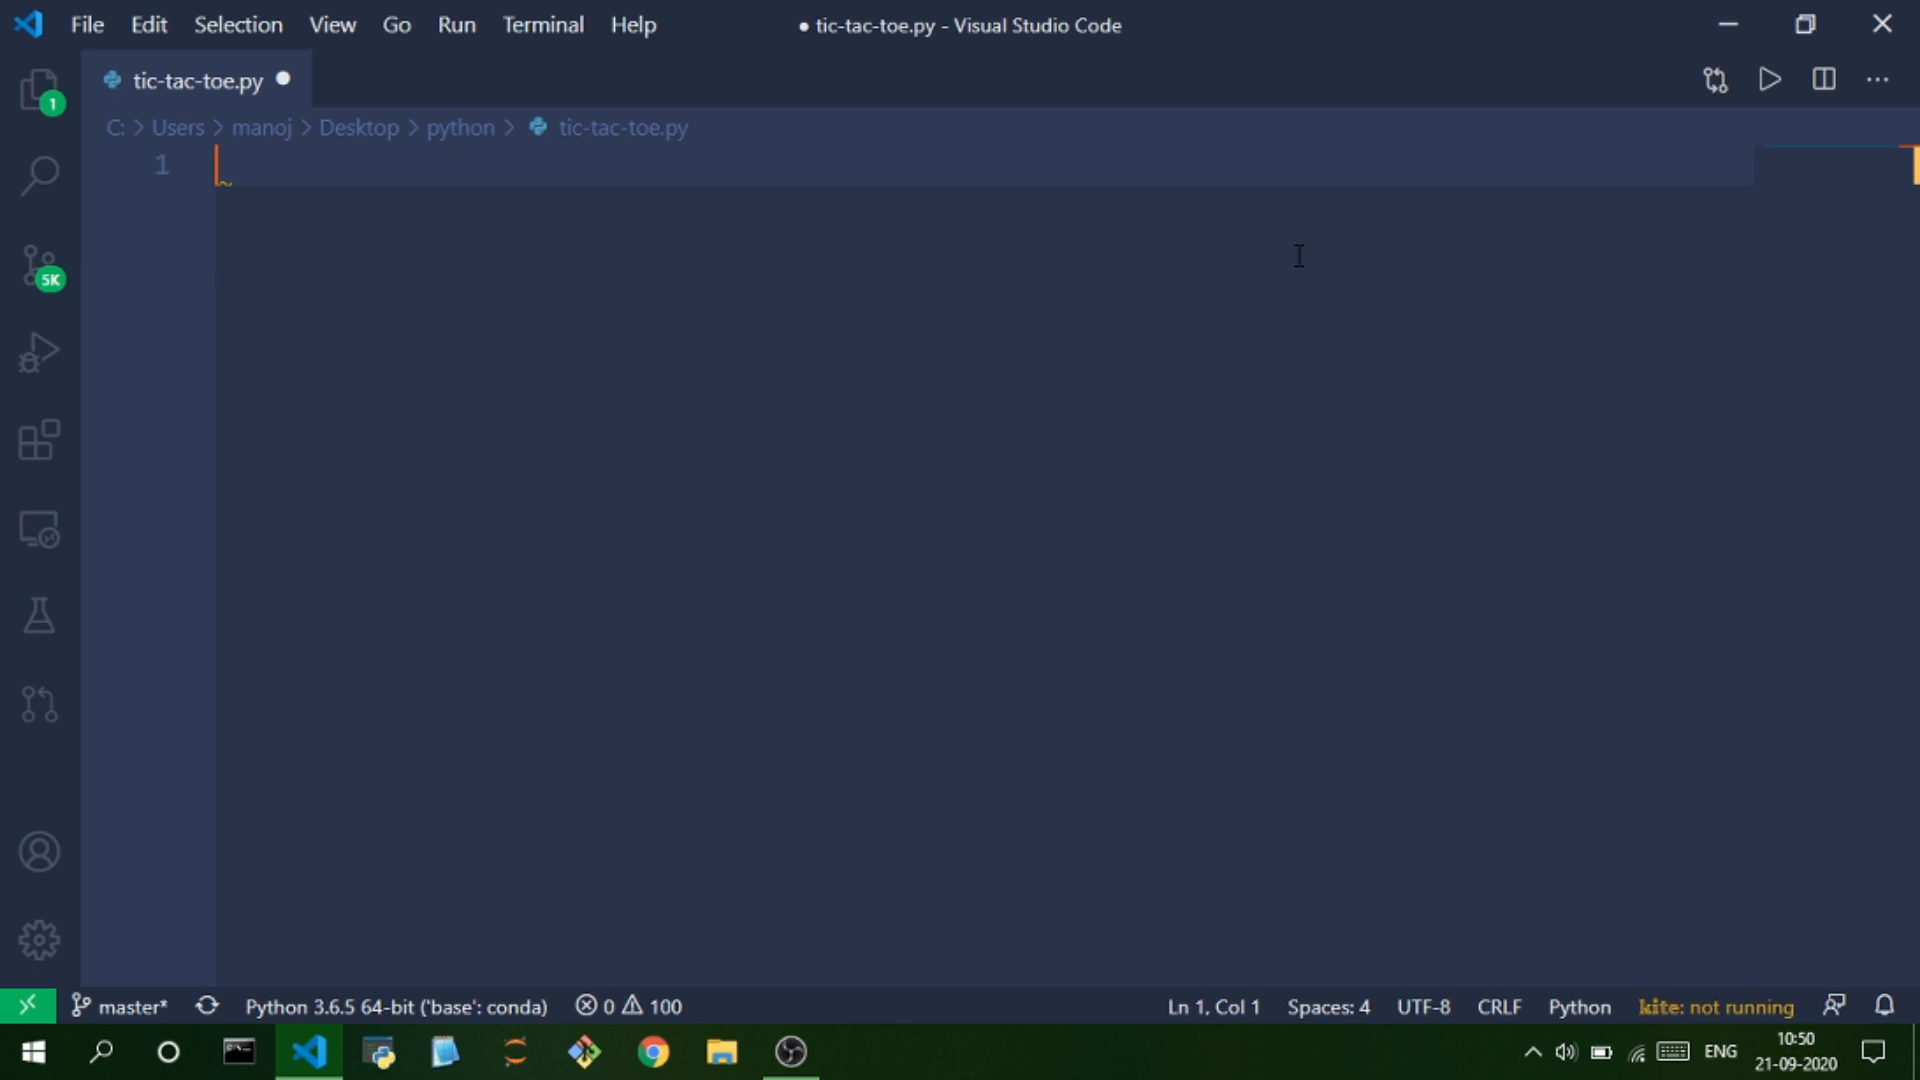 File Edit Selection View Go Run Terminal Help ● tic-tac-toe.py - Visual Studio Code
tic-tac-toe.py ●
C: > Users > manoj > Desktop > python > tic-tac-toe.py
1
1
5K
master* Python 3.6.5 64-bit ('base': conda) 0 100 Ln 1, Col 1 Spaces: 4 UTF-8 CRLF Python kite: not running
ENG 10:50
21-09-2020